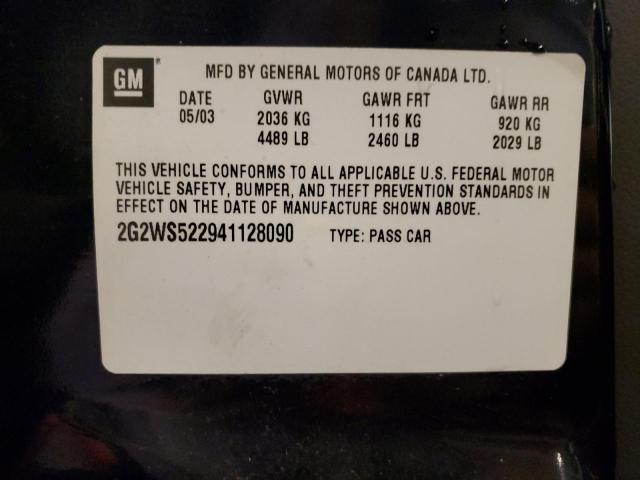 GM ®
MFD BY GENERAL MOTORS OF CANADA LTD.
DATE GVWR GAWR FRT GAWR RR
05/03 2036 KG 1116 KG 920 KG
4489 LB 2460 LB 2029 LB
THIS VEHICLE CONFORMS TO ALL APPLICABLE U.S. FEDERAL MOTOR
VEHICLE SAFETY, BUMPER, AND THEFT PREVENTION STANDARDS IN
EFFECT ON THE DATE OF MANUFACTURE SHOWN ABOVE.
2G2WS522941128090 TYPE: PASS CAR